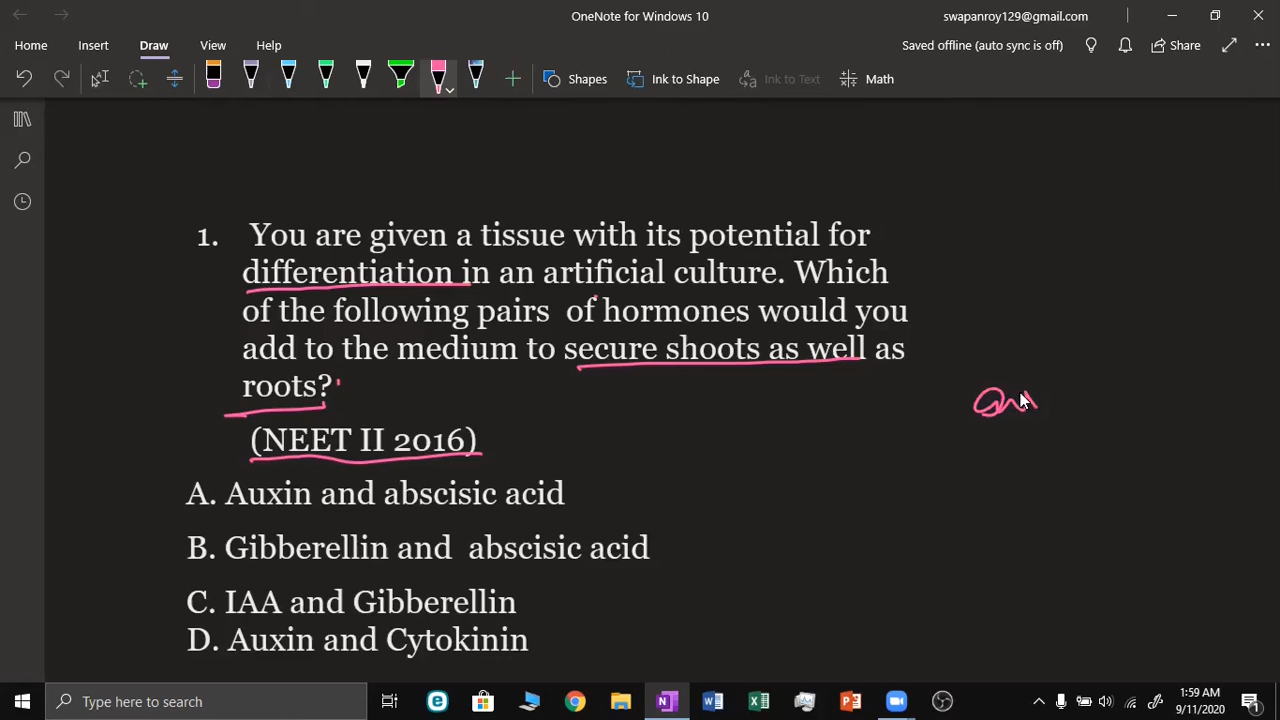 OneNote for Windows 10
swapanroy129@gmail.com
Home Insert Draw View Help
Saved offline (auto sync is off)
Share
Shapes
Ink to Shape
Ink to Text
Math
1. You are given a tissue with its potential for
differentiation in an artificial culture. Which
of the following pairs of hormones would you
add to the medium to secure shoots as well as
roots?
(NEET II 2016)
A. Auxin and abscisic acid
B. Gibberellin and abscisic acid
C. IAA and Gibberellin
D. Auxin and Cytokinin
Type here to search
1:59 AM
9/11/2020
1